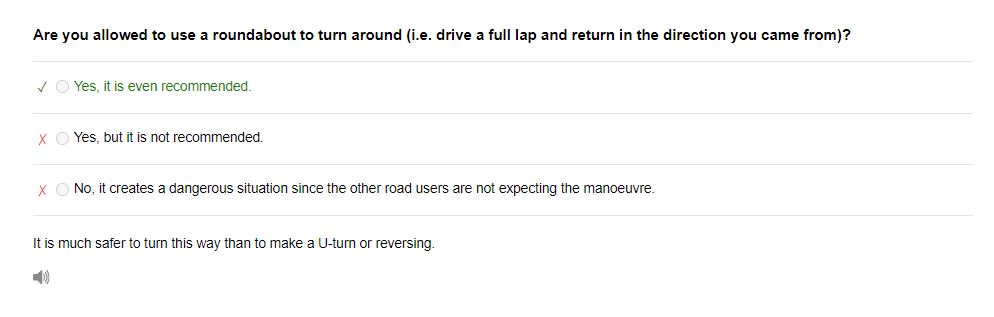 Are you allowed to use a roundabout to turn around (i.e. drive a full lap and return in the direction you came from)?
✓ Yes, it is even recommended.
X Yes, but it is not recommended.
X No, it creates a dangerous situation since the other road users are not expecting the manoeuvre.
It is much safer to turn this way than to make a U-turn or reversing.